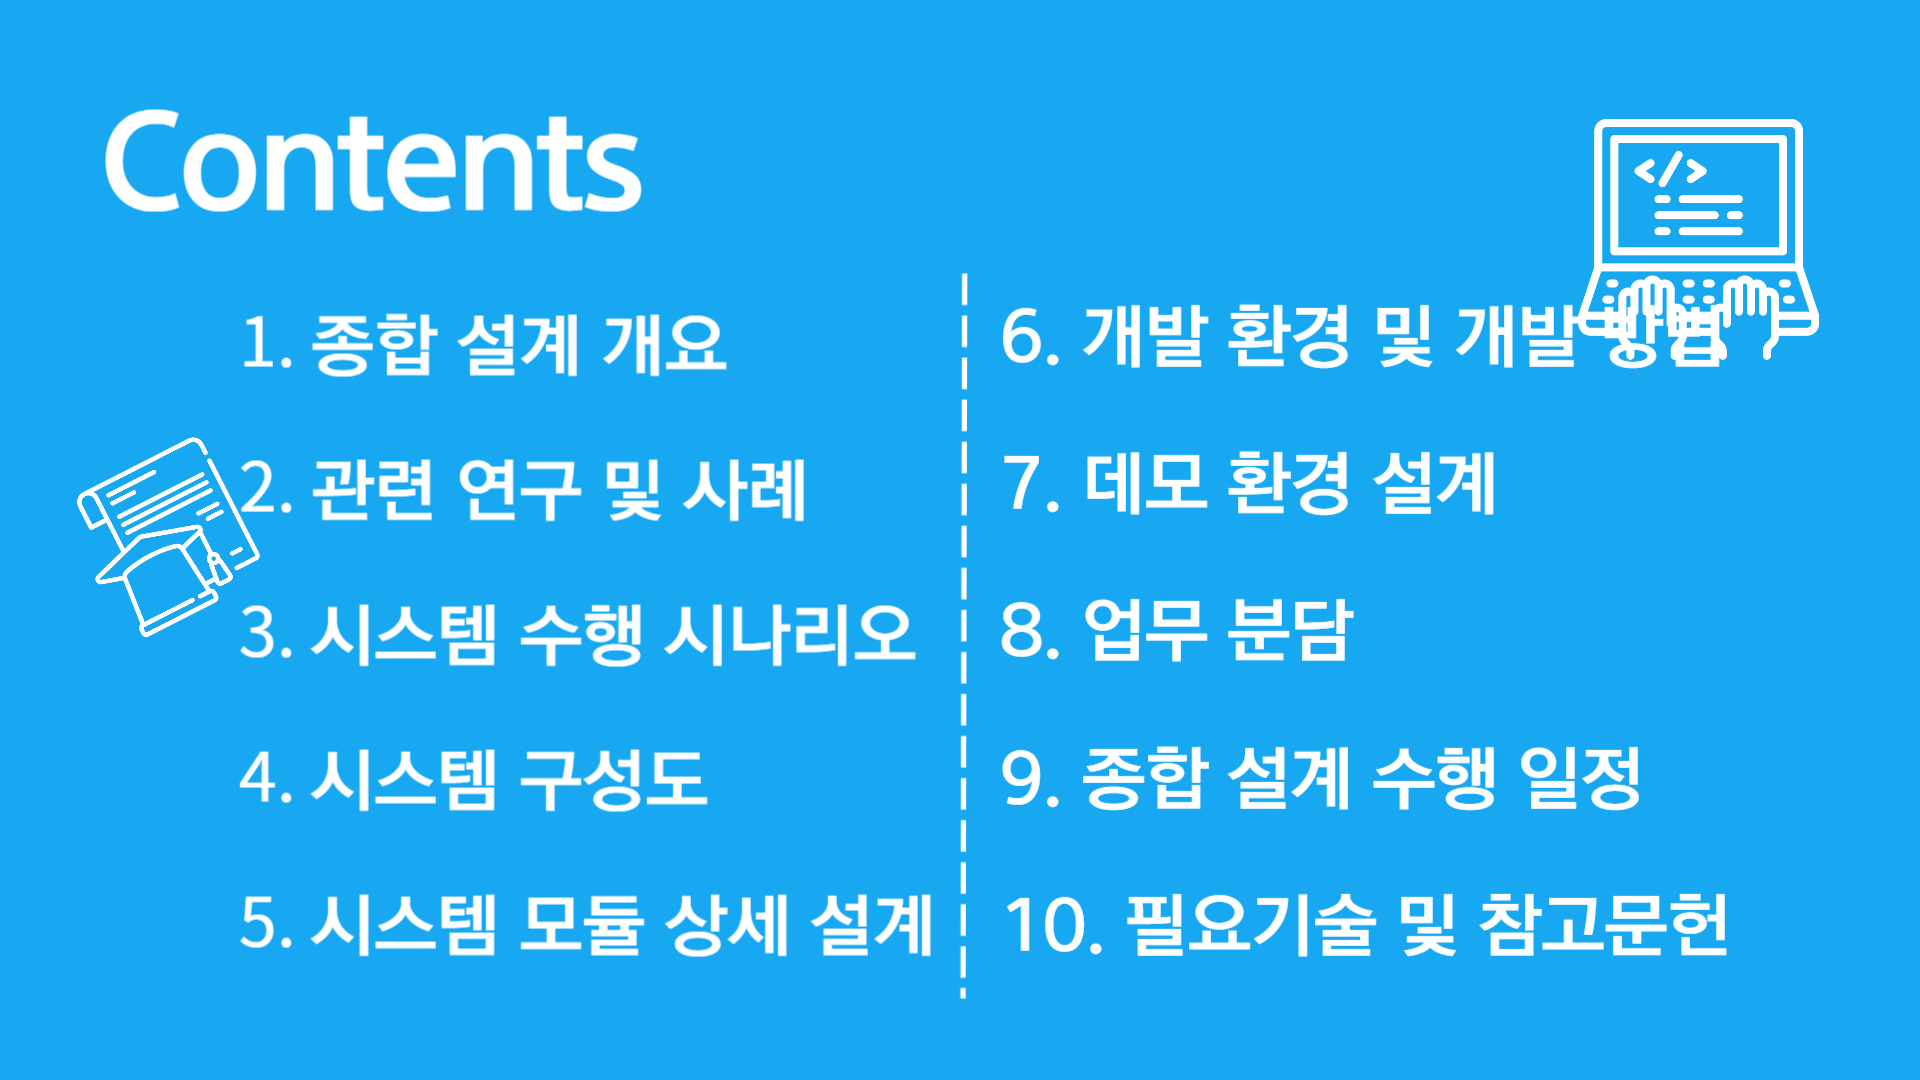 Contents
1. 종합 설계 개요
2. 관련 연구 및 사례
3. 시스템 수행 시나리오
4. 시스템 구성도
5. 시스템 모듈 상세 설계
6. 개발 환경 및 개발 방법
7. 데모 환경 설계
8. 업무 분담
9. 종합 설계 수행 일정
10. 필요기술 및 참고문헌